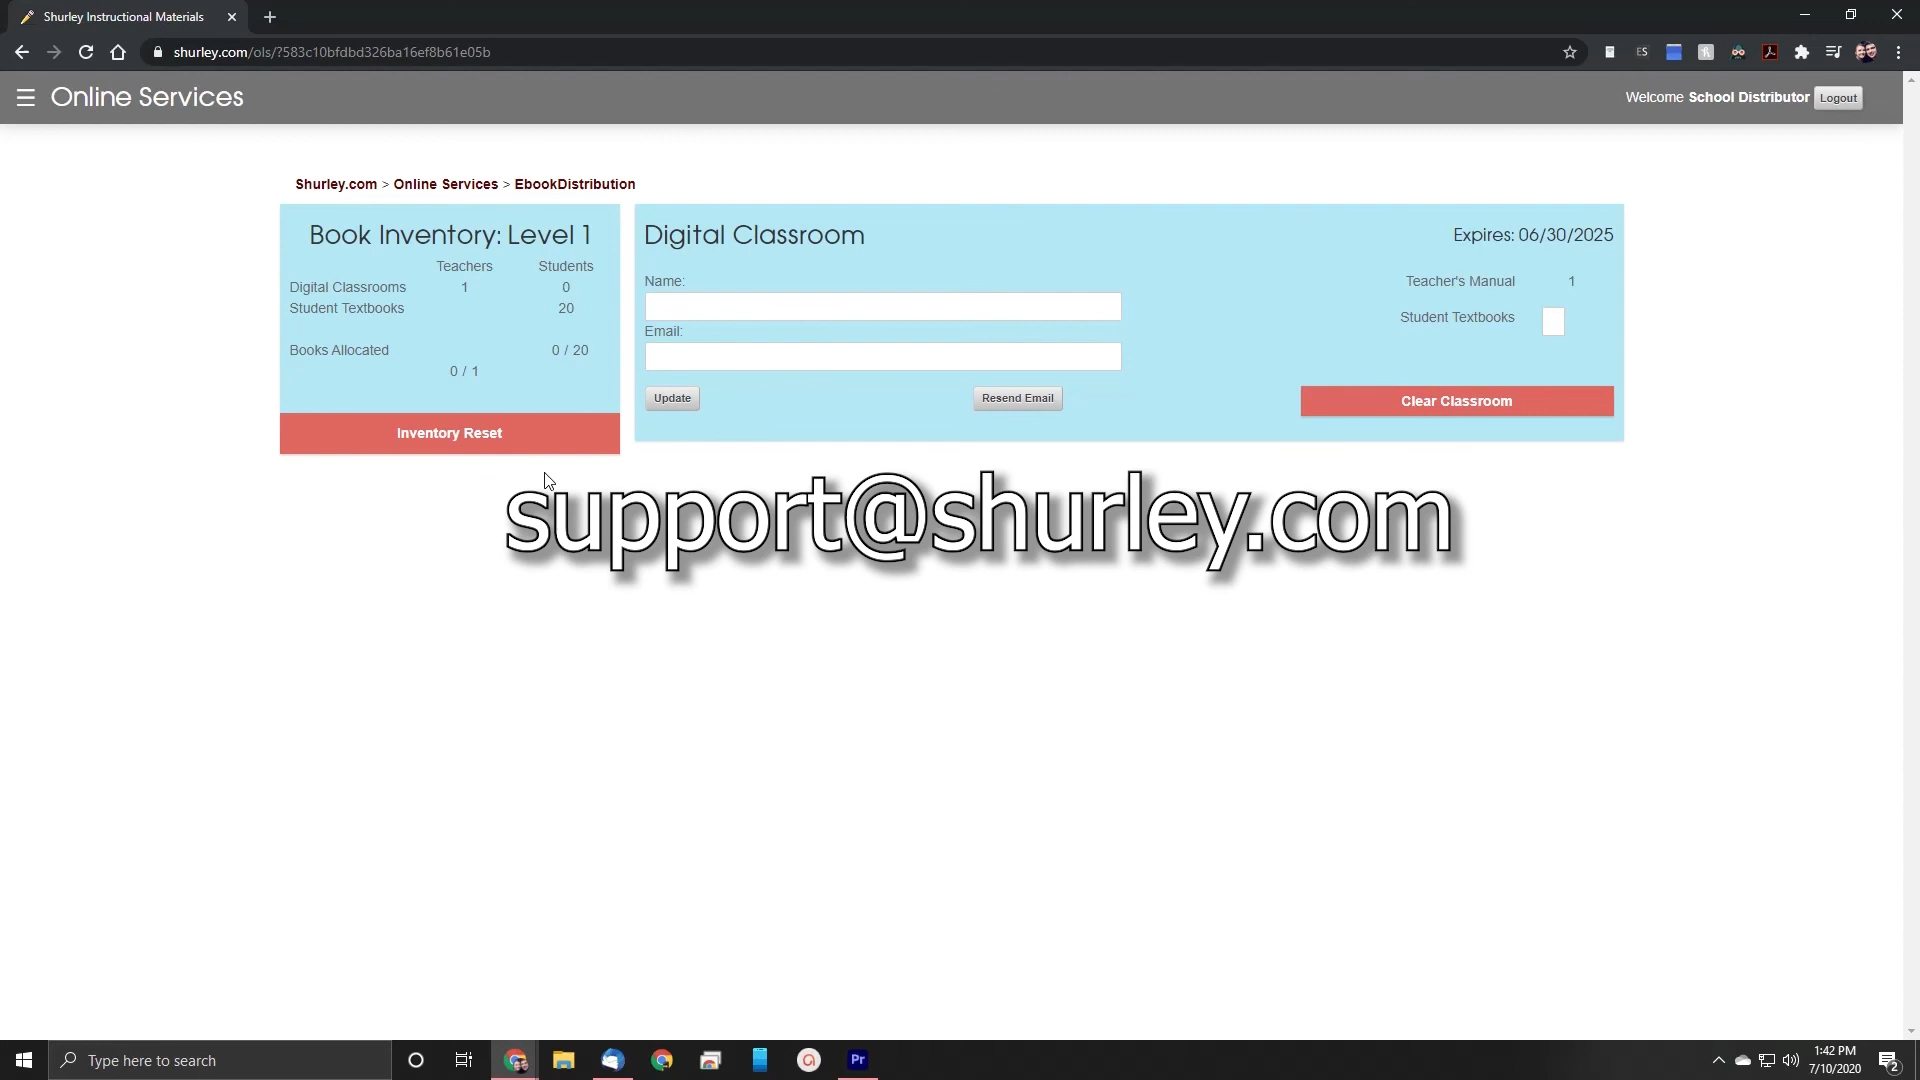 Shurley Instructional Materials
shurley.com/ols/?583c10bfdbd326ba16ef8b61e05b
ES
Online Services
Welcome School Distributor Logout
Shurley.com > Online Services > EbookDistribution
Book Inventory: Level 1
Teachers Students
Digital Classrooms 1 0
Student Textbooks 20
Books Allocated 0 / 20
0 / 1
Inventory Reset
Digital Classroom
Expires: 06/30/2025
Name:
Teacher's Manual 1
Student Textbooks
Email:
Update
Resend Email
Clear Classroom
support@shurley.com
Type here to search
Pr
1:42 PM
7/10/2020
2